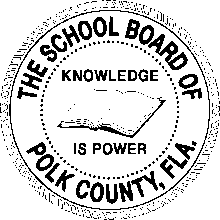 THE SCHOOL BOARD OF
KNOWLEDGE
IS POWER
POLK COUNTY, FLA.